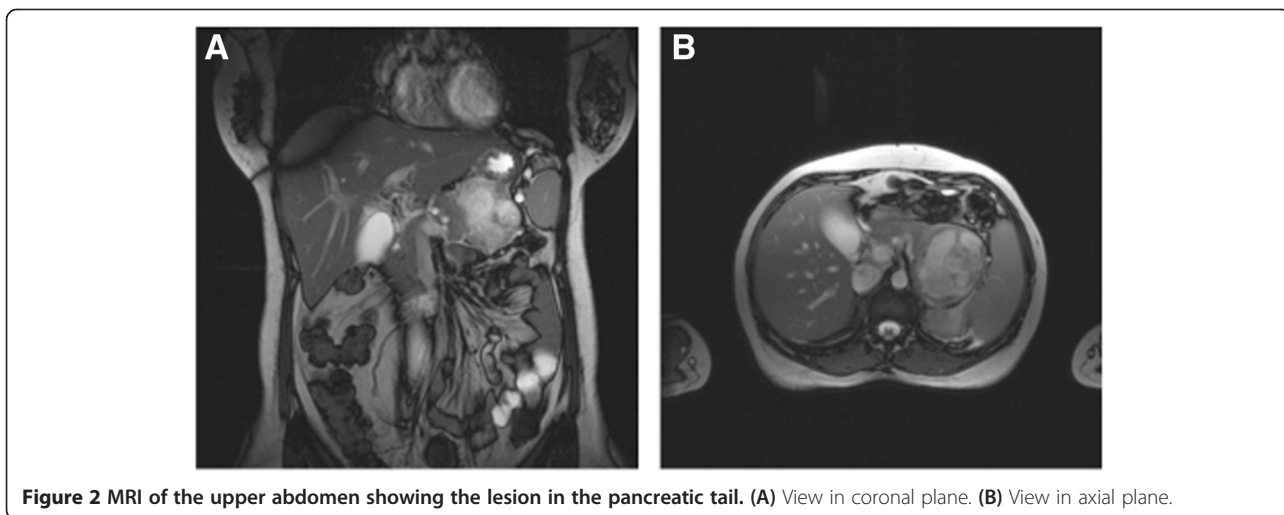 A
B
Figure 2 MRI of the upper abdomen showing the lesion in the pancreatic tail. (A) View in coronal plane. (B) View in axial plane.